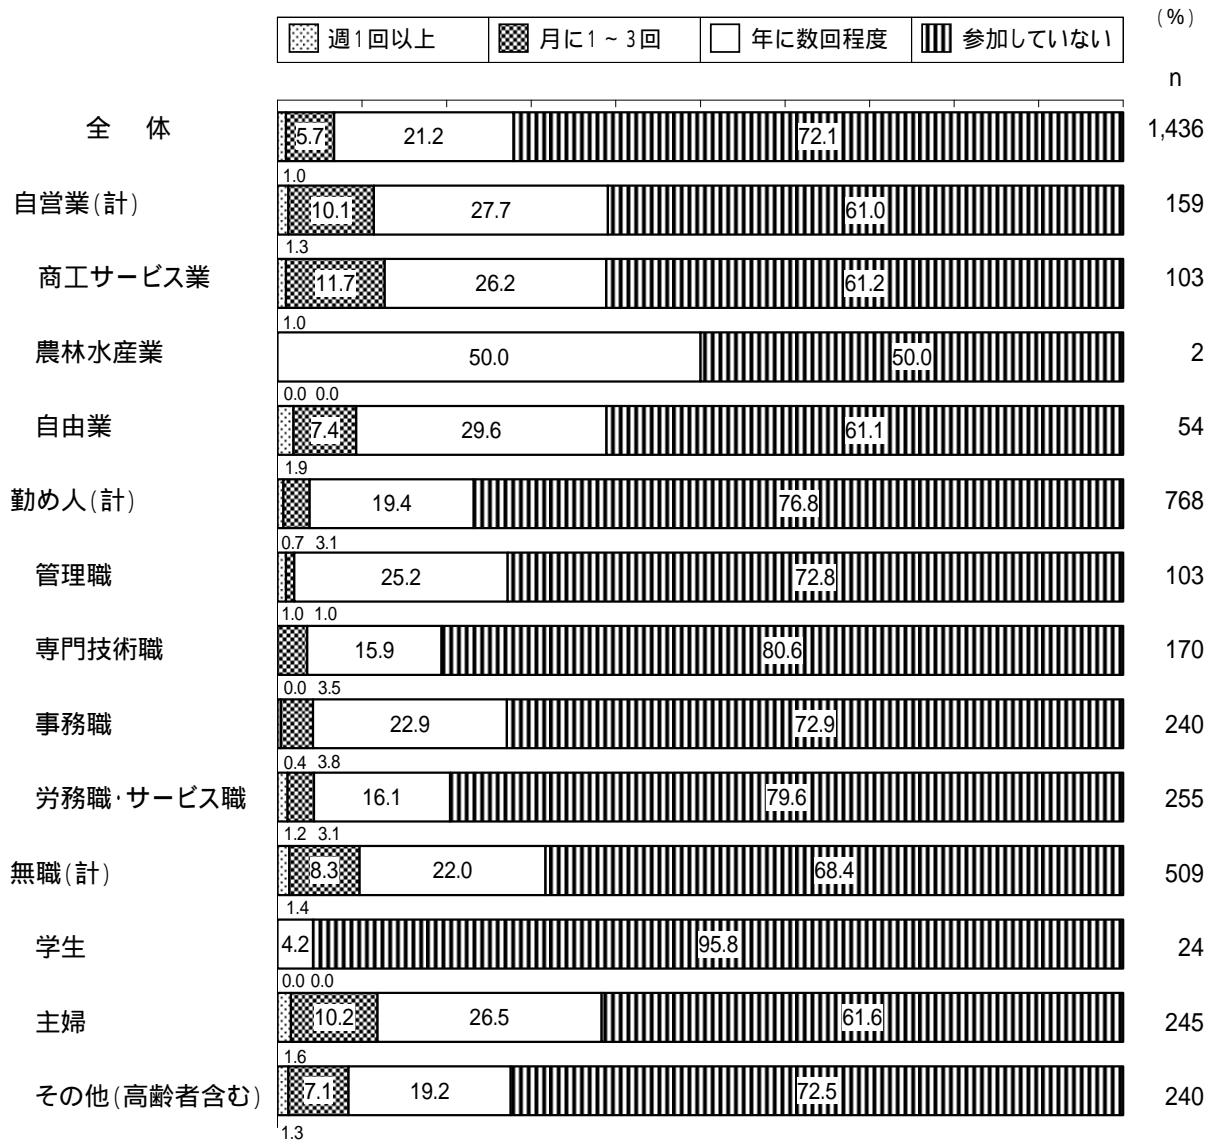 (%)
週1回以上 月に1～3回 年に数回程度 参加していない
n
全 体 5.7 21.2 72.1 1,436
1.0
自営業(計) 10.1 27.7 61.0 159
1.3
商工サービス業 11.7 26.2 61.2 103
1.0
農林水産業 50.0 50.0 2
0.0 0.0
自由業 7.4 29.6 61.1 54
1.9
勤め人(計) 19.4 76.8 768
0.7 3.1
管理職 25.2 72.8 103
1.0 1.0
専門技術職 15.9 80.6 170
0.0 3.5
事務職 22.9 72.9 240
0.4 3.8
労務職･サービス職 16.1 79.6 255
1.2 3.1
無職(計) 8.3 22.0 68.4 509
1.4
学生 4.2 95.8 24
0.0 0.0
主婦 10.2 26.5 61.6 245
1.6
その他(高齢者含む) 7.1 19.2 72.5 240
1.3